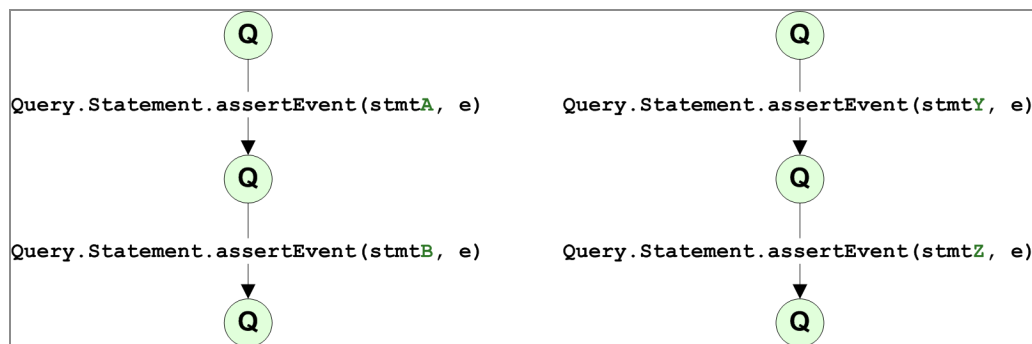 Q
Q
Query.Statement.assertEvent(stmtA, e)
Query.Statement.assertEvent(stmtY, e)
Q
Q
Query.Statement.assertEvent(stmtB, e)
Query.Statement.assertEvent(stmtZ, e)
Q
Q